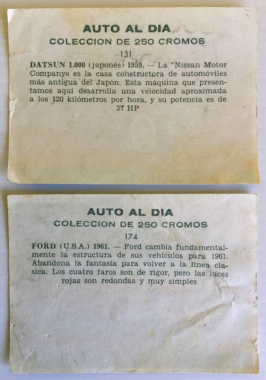 AUTO AL DIA
COLECCION DE 250 CROMOS
131
DATSUN 1.000 (japonés) 1959. — La "Nissan Motor
Company» es la casa constructora de automóviles
más antigua del Japón. Esta máquina que presen-
tamos aquí desarrolla una velocidad aproximada
a los 120 kilómetros por hora, y su potencia es de
37 HP
AUTO AL DIA
COLECCION DE 250 CROMOS
174
FORD (U.S.A.) 1961. — Ford cambia fundamental-
mente la estructura de sus vehículos para 1961.
Abandona la fantasía para volver a la línea clá-
sica. Los cuatro faros son de rigor, pero las luces
rojas son redondas y muy simples